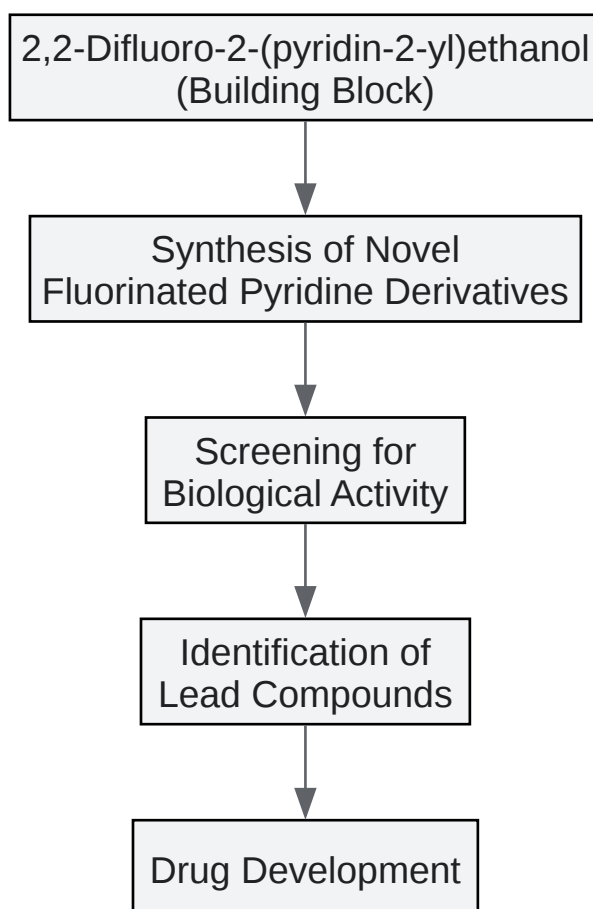 2,2-Difluoro-2-(pyridin-2-yl)ethanol
(Building Block)
Synthesis of Novel
Fluorinated Pyridine Derivatives
Screening for
Biological Activity
Identification of
Lead Compounds
Drug Development